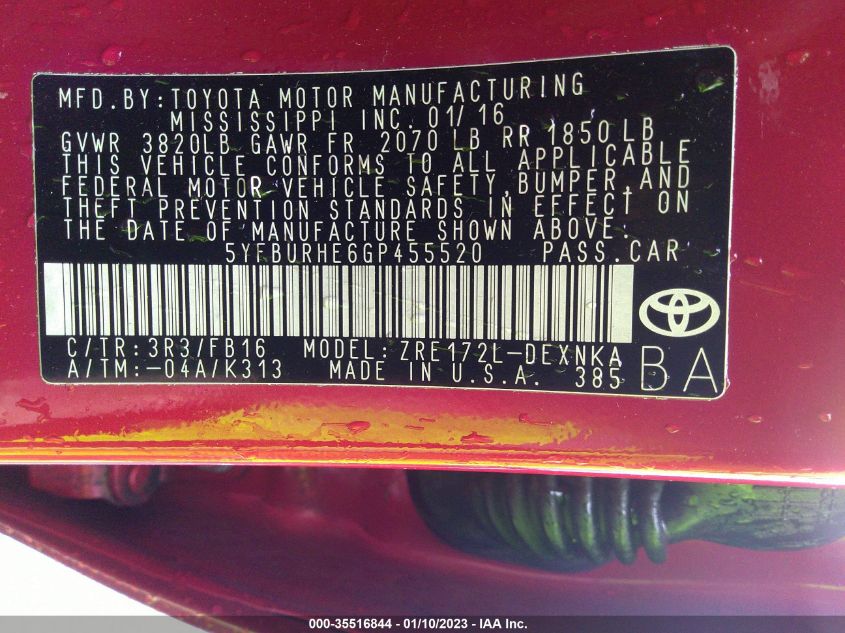 MFD.BY:TOYOTA MOTOR MANUFACTURING
MISSISSIPPI INC. 01/16
GVWR 3820LB GAWR FR 2070 LB RR 1850 LB
THIS VEHICLE CONFORMS TO ALL APPLICABLE
FEDERAL MOTOR VEHICLE SAFETY,BUMPER,AND
THEFT PREVENTION STANDARDS IN EFFECT ON
THE DATE OF MANUFACTURE SHOWN ABOVE.
5YFBURHE6GP455520 PASS.CAR
C/TR:3R3/FB16 MODEL: ZRE172L-DEXNKA
A/TM:-04A/K313 MADE IN U.S.A. 385
BA
000-35516844 - 01/10/2023 - IAA Inc.